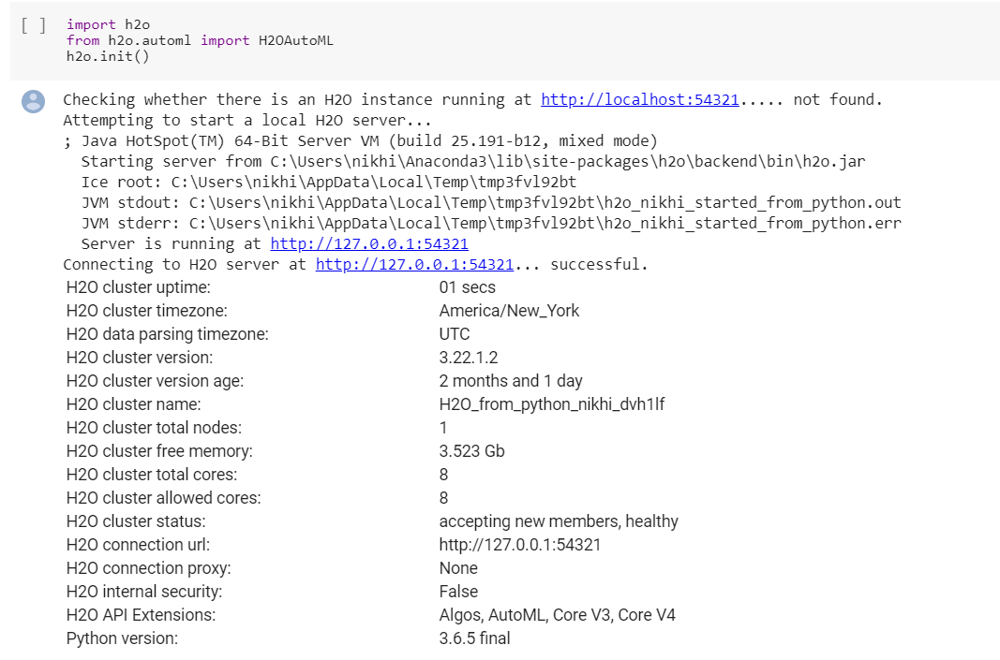 [ ] import h2o
from h2o.automl import H2OAutoML
h2o.init()
Checking whether there is an H2O instance running at http://localhost:54321..... not found.
Attempting to start a local H2O server...
; Java HotSpot(TM) 64-Bit Server VM (build 25.191-b12, mixed mode)
Starting server from C:\Users\nikhi\Anaconda3\lib\site-packages\h2o\backend\bin\h2o.jar
Ice root: C:\Users\nikhi\AppData\Local\Temp\tmp3fvl92bt
JVM stdout: C:\Users\nikhi\AppData\Local\Temp\tmp3fvl92bt\h2o_nikhi_started_from_python.out
JVM stderr: C:\Users\nikhi\AppData\Local\Temp\tmp3fvl92bt\h2o_nikhi_started_from_python.err
Server is running at http://127.0.0.1:54321
Connecting to H2O server at http://127.0.0.1:54321... successful.
H2O cluster uptime: 01 secs
H2O cluster timezone: America/New_York
H2O data parsing timezone: UTC
H2O cluster version: 3.22.1.2
H2O cluster version age: 2 months and 1 day
H2O cluster name: H2O_from_python_nikhi_dvh1lf
H2O cluster total nodes: 1
H2O cluster free memory: 3.523 Gb
H2O cluster total cores: 8
H2O cluster allowed cores: 8
H2O cluster status: accepting new members, healthy
H2O connection url: http://127.0.0.1:54321
H2O connection proxy: None
H2O internal security: False
H2O API Extensions: Algos, AutoML, Core V3, Core V4
Python version: 3.6.5 final